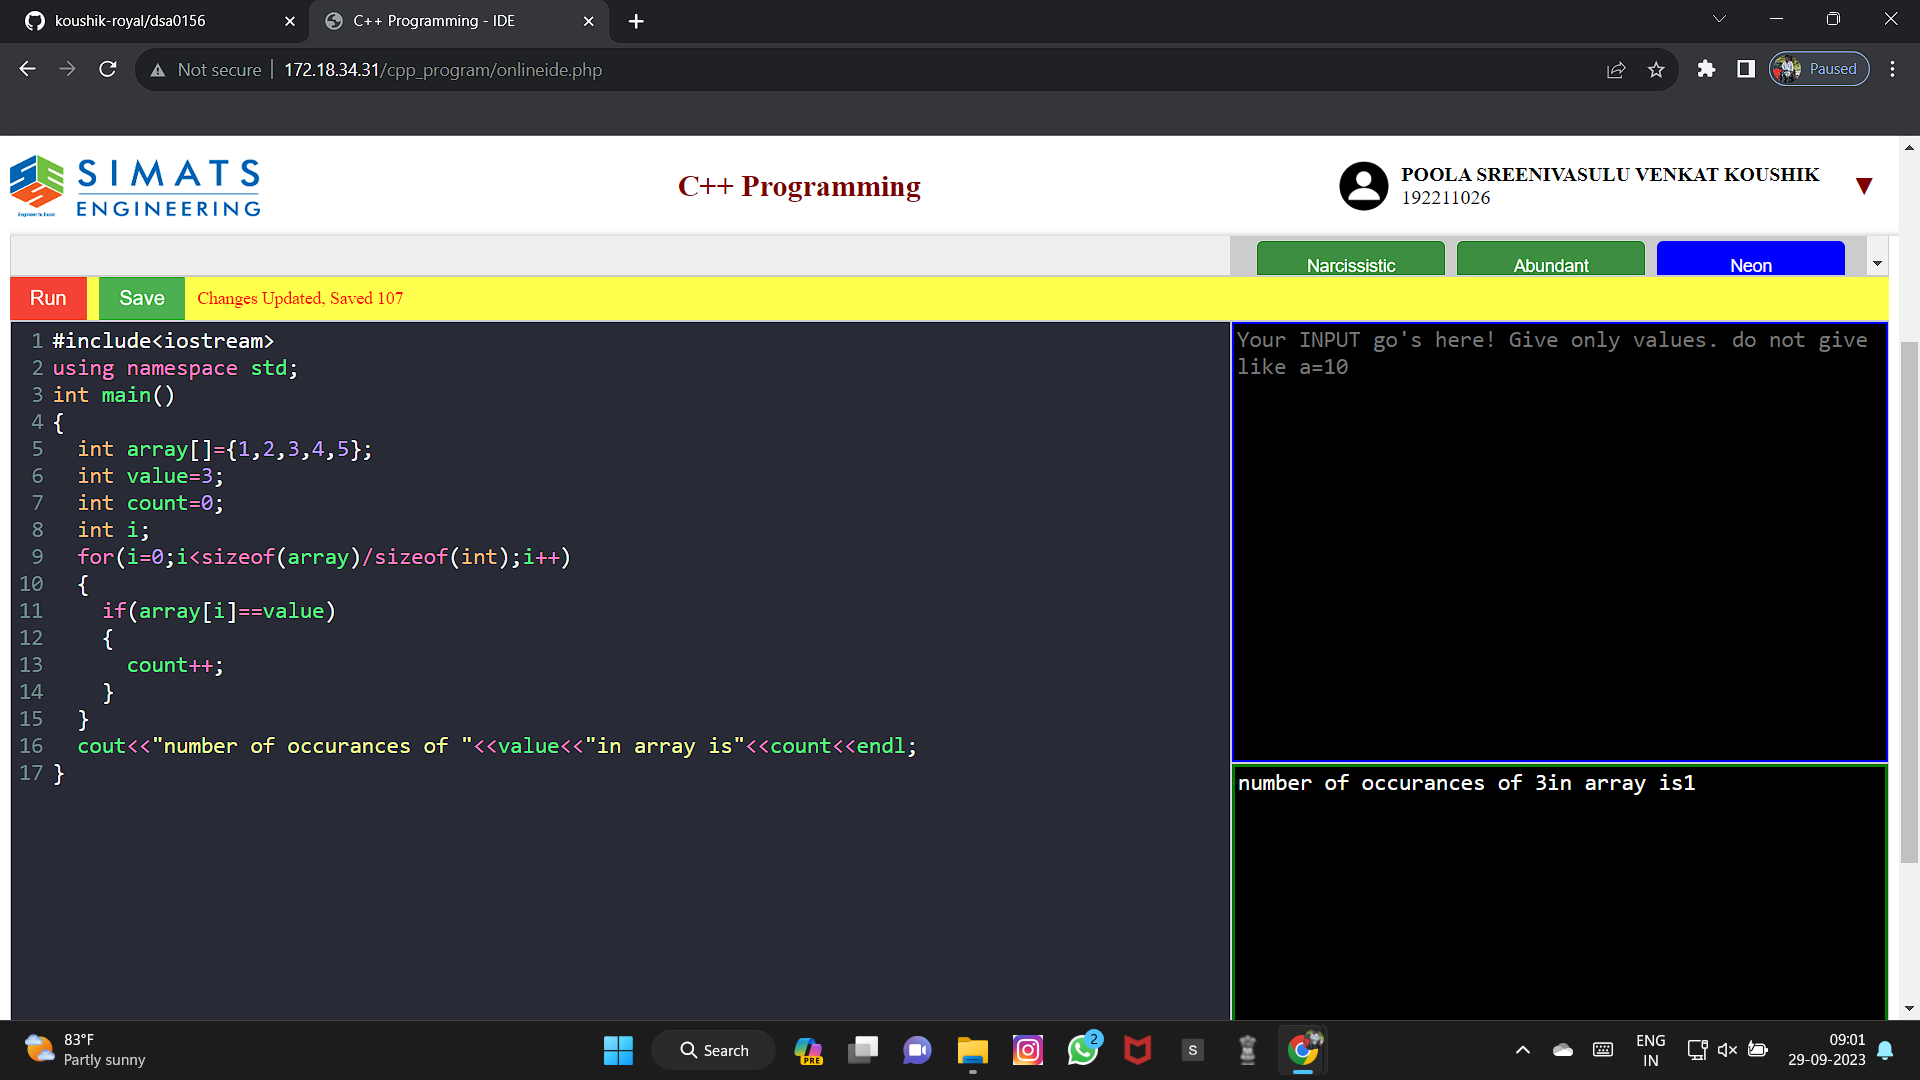 koushik-royal/dsa0156
C++ Programming - IDE
Not secure
172.18.34.31/cpp_program/onlineide.php
Paused
SIMATS
ENGINEERING
Engineer to Excel
C++ Programming
POOLA SREENIVASULU VENKAT KOUSHIK
192211026
Narcissistic
Abundant
Neon
Run
Save
Changes Updated, Saved 107
1 #include<iostream>
2 using namespace std;
3 int main()
4 {
5   int array[]={1,2,3,4,5};
6   int value=3;
7   int count=0;
8   int i;
9   for(i=0;i<sizeof(array)/sizeof(int);i++)
10   {
11     if(array[i]==value)
12     {
13       count++;
14     }
15   }
16   cout<<"number of occurances of "<<value<<"in array is"<<count<<endl;
17 }
Your INPUT go's here! Give only values. do not give
like a=10
number of occurances of 3in array is1
83°F
Partly sunny
Search
PRE
2
S
ENG
IN
09:01
29-09-2023